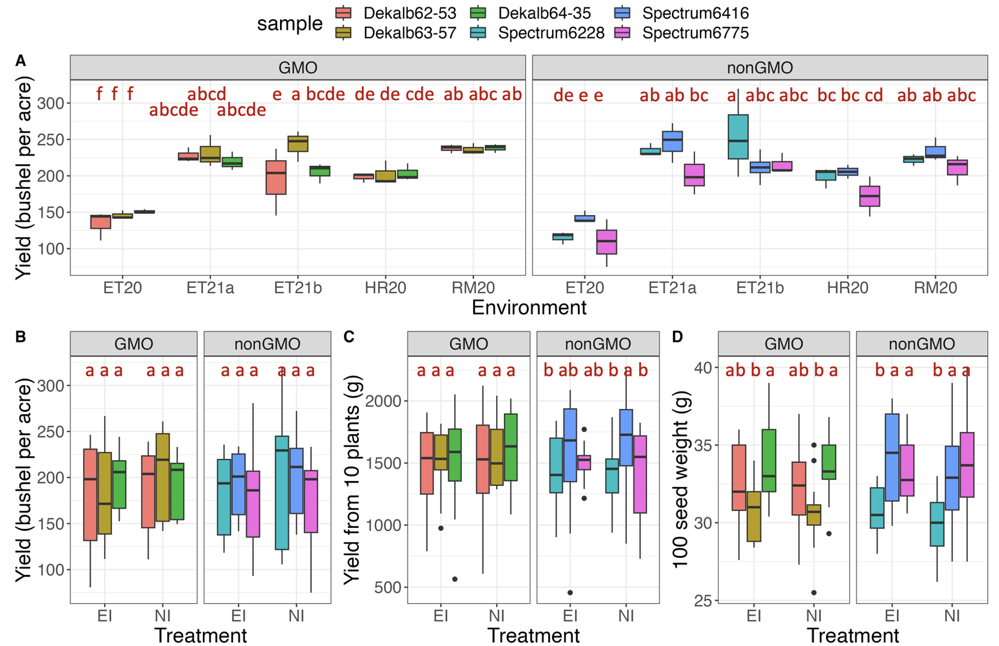 sample Dekalb62-53 Dekalb64-35 Spectrum6416
Dekalb63-57 Spectrum6228 Spectrum6775
A
GMO nonGMO
Yield (bushel per acre)
f f f abcd e a bcde de de cde ab abc ab de e e ab ab bc a abc abc bc bc cd ab ab abc
abcde abcde
300
250
200
150
100
ET20 ET21a ET21b HR20 RM20 ET20 ET21a ET21b HR20 RM20
Environment
B
GMO nonGMO
Yield (bushel per acre)
a a a a a a a a a a a a
300
250
200
150
100
EI NI EI NI
Treatment
C
GMO nonGMO
Yield from 10 plants (g)
a a a a a a b ab ab b a b
2000
1500
1000
500
EI NI EI NI
Treatment
D
GMO nonGMO
100 seed weight (g)
ab b a ab b a b a a b a a
40
35
30
25
EI NI EI NI
Treatment